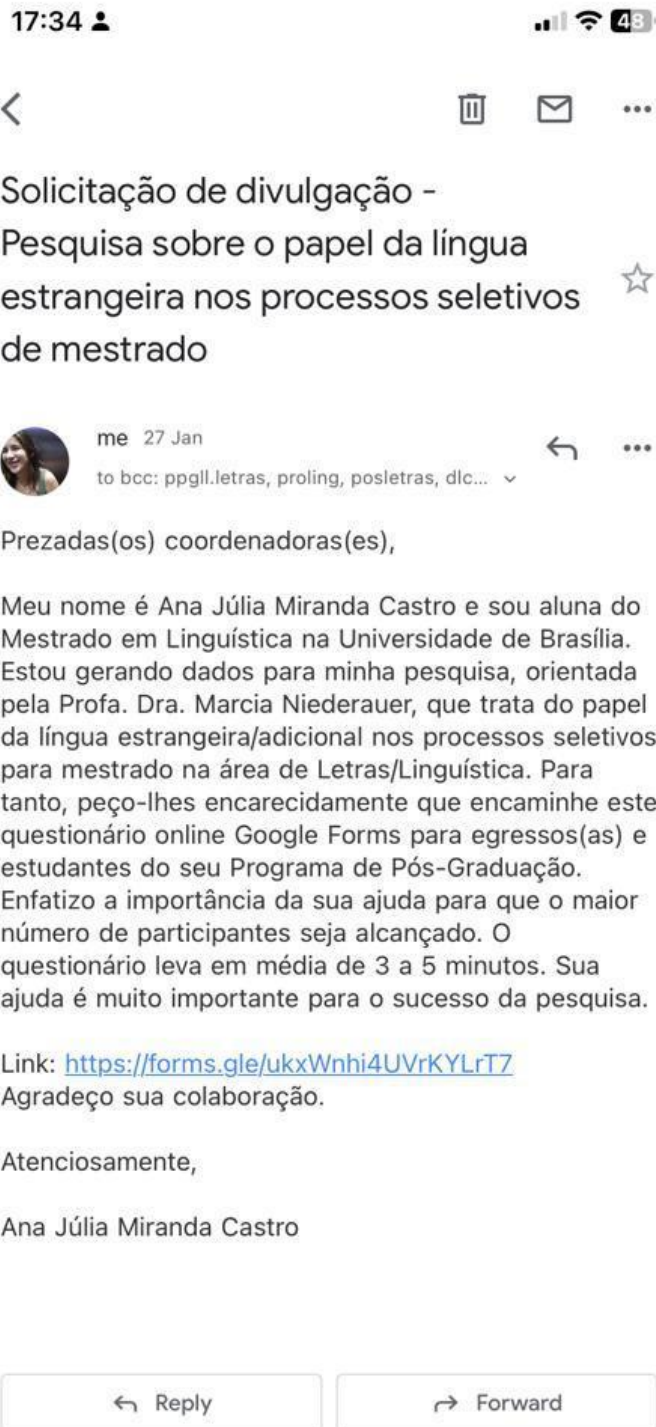 17:34
48
Solicitação de divulgação -
Pesquisa sobre o papel da língua
estrangeira nos processos seletivos
de mestrado
me 27 Jan
to bcc: ppgll.letras, proling, posletras, dlc...
Prezadas(os) coordenadoras(es),
Meu nome é Ana Júlia Miranda Castro e sou aluna do
Mestrado em Linguística na Universidade de Brasília.
Estou gerando dados para minha pesquisa, orientada
pela Profa. Dra. Marcia Niederauer, que trata do papel
da língua estrangeira/adicional nos processos seletivos
para mestrado na área de Letras/Linguística. Para
tanto, peço-lhes encarecidamente que encaminhe este
questionário online Google Forms para egressos(as) e
estudantes do seu Programa de Pós-Graduação.
Enfatizo a importância da sua ajuda para que o maior
número de participantes seja alcançado. O
questionário leva em média de 3 a 5 minutos. Sua
ajuda é muito importante para o sucesso da pesquisa.
Link: https://forms.gle/ukxWnhi4UVrKYLrT7
Agradeço sua colaboração.
Atenciosamente,
Ana Júlia Miranda Castro
Reply
Forward